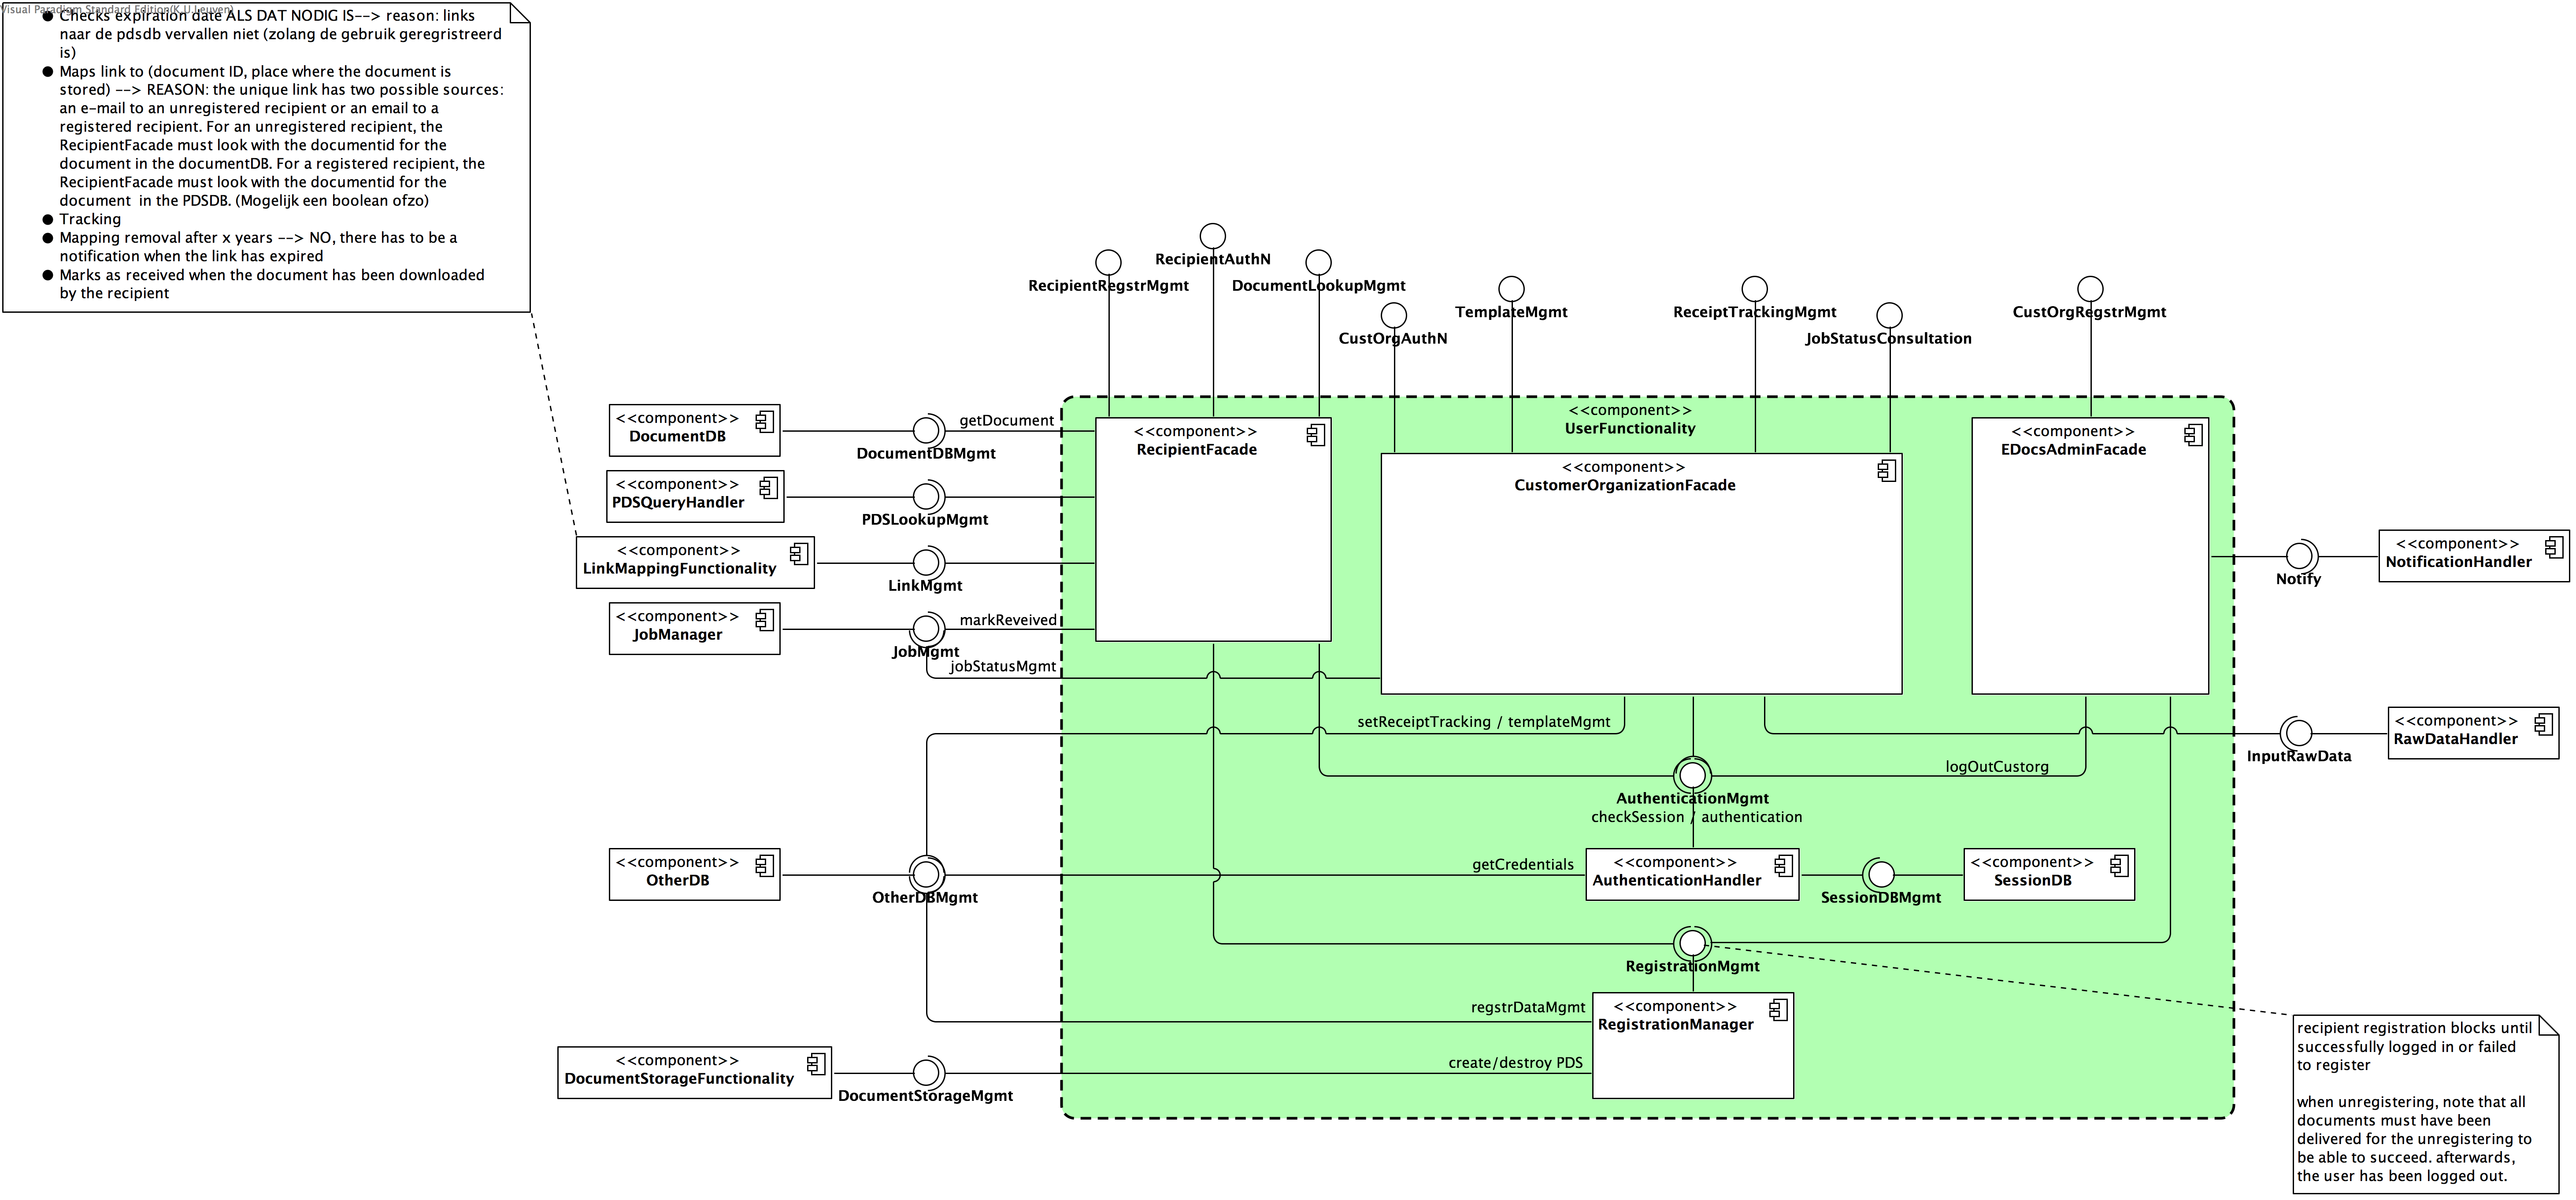 Visual Paradigm Standard Edition(K.U.Leuven)
● Checks expiration date ALS DAT NODIG IS--> reason: links
naar de pdsdb vervallen niet (zolang de gebruik geregristreerd
is)
● Maps link to (document ID, place where the document is
stored) --> REASON: the unique link has two possible sources:
an e-mail to an unregistered recipient or an email to a
registered recipient. For an unregistered recipient, the
RecipientFacade must look with the documentid for the
document in the documentDB. For a registered recipient, the
RecipientFacade must look with the documentid for the
document in the PDSDB. (Mogelijk een boolean ofzo)
● Tracking
● Mapping removal after x years --> NO, there has to be a
notification when the link has expired
● Marks as received when the document has been downloaded
by the recipient
RecipientAuthN
RecipientRegstrMgmt
DocumentLookupMgmt
TemplateMgmt
ReceiptTrackingMgmt
CustOrgRegstrMgmt
CustOrgAuthN
JobStatusConsultation
<<component>>
UserFunctionality
<<component>>
DocumentDB
getDocument
DocumentDBMgmt
<<component>>
RecipientFacade
<<component>>
CustomerOrganizationFacade
<<component>>
EDocsAdminFacade
<<component>>
PDSQueryHandler
PDSLookupMgmt
<<component>>
LinkMappingFunctionality
LinkMgmt
<<component>>
NotificationHandler
Notify
<<component>>
JobManager
markReveived
JobMgmt
jobStatusMgmt
setReceiptTracking / templateMgmt
<<component>>
RawDataHandler
InputRawData
logOutCustorg
AuthenticationMgmt
checkSession / authentication
<<component>>
OtherDB
OtherDBMgmt
getCredentials
<<component>>
AuthenticationHandler
SessionDBMgmt
<<component>>
SessionDB
RegistrationMgmt
regstrDataMgmt
<<component>>
RegistrationManager
<<component>>
DocumentStorageFunctionality
DocumentStorageMgmt
create/destroy PDS
recipient registration blocks until
successfully logged in or failed
to register
when unregistering, note that all
documents must have been
delivered for the unregistering to
be able to succeed. afterwards,
the user has been logged out.